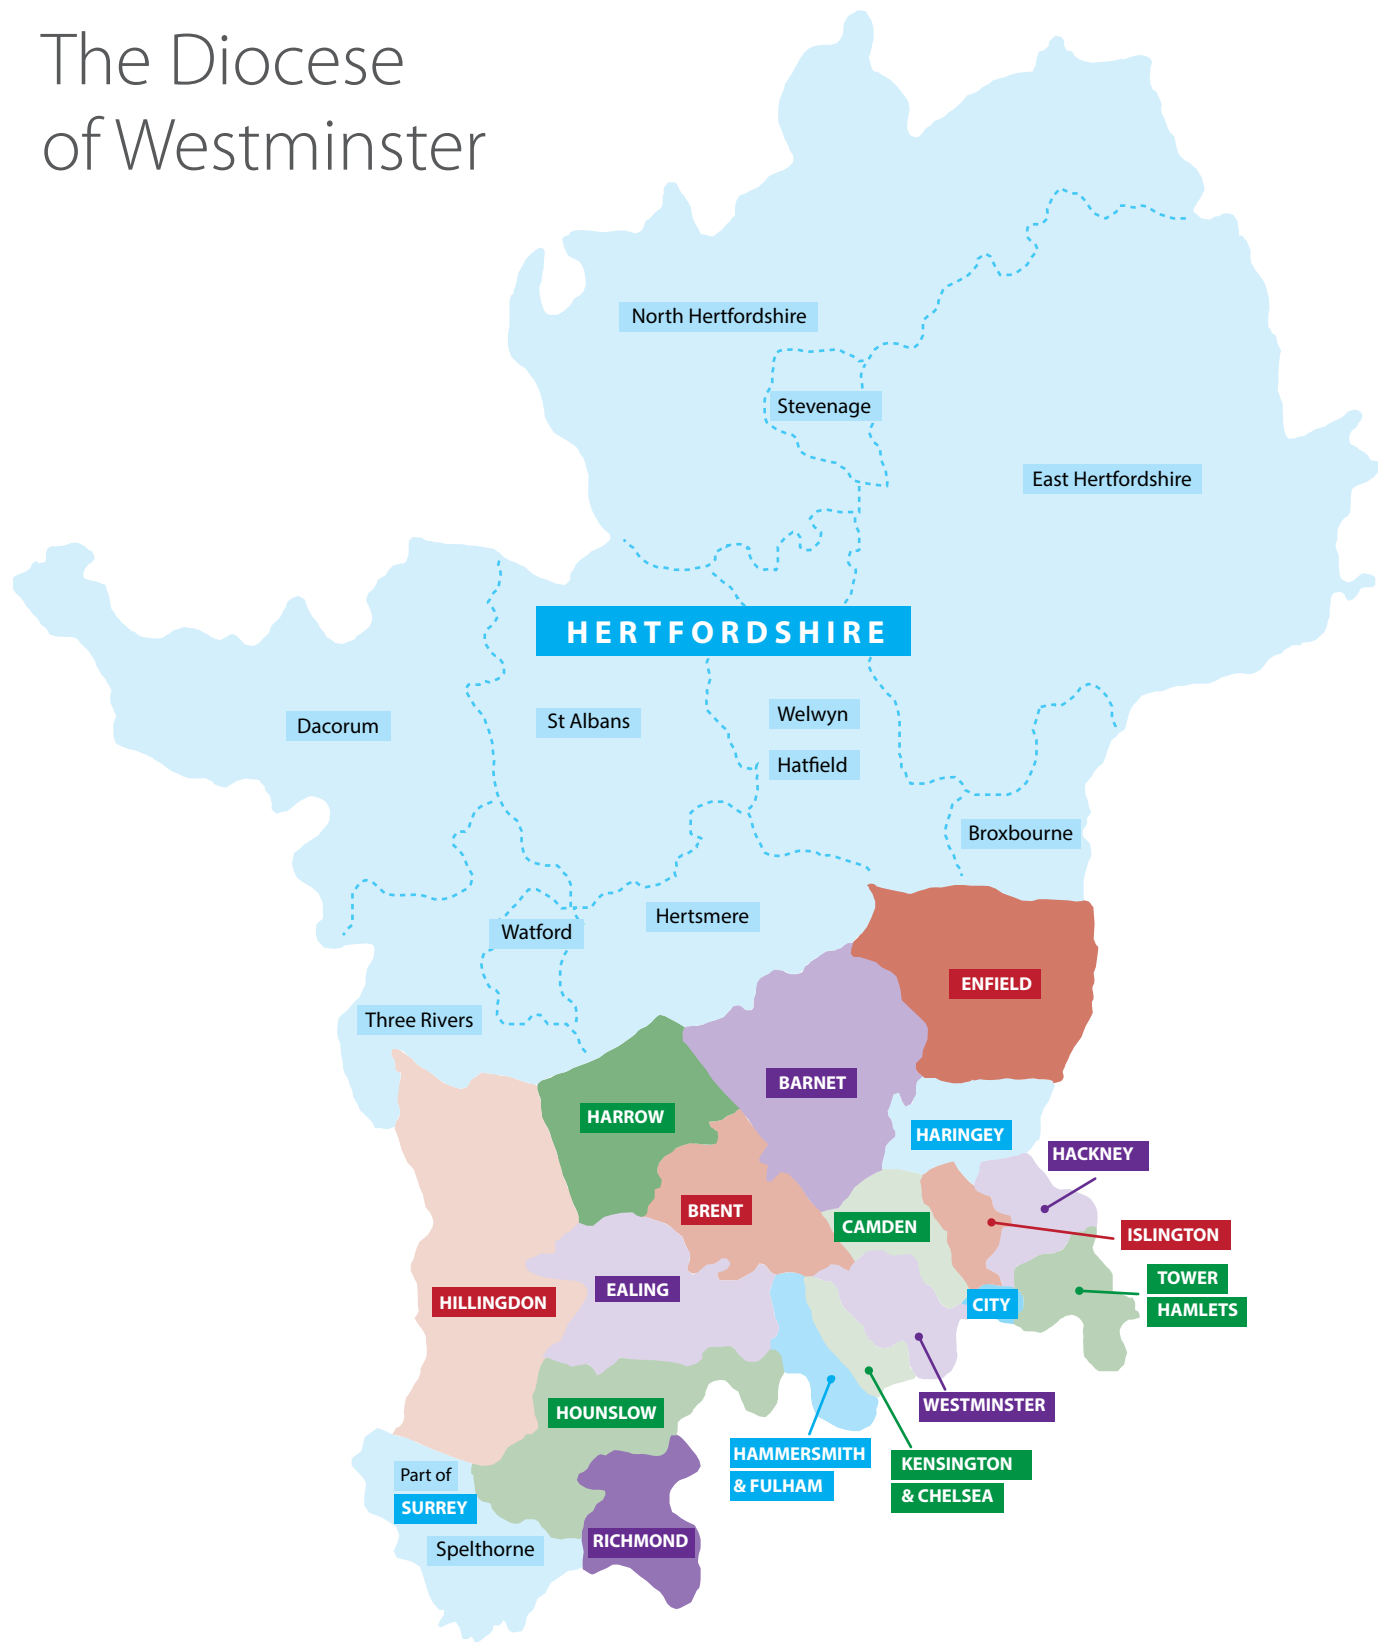 The Diocese
of Westminster
North Hertfordshire
Stevenage
East Hertfordshire
HERTFORDSHIRE
Dacorum
St Albans
Welwyn
Hatfield
Broxbourne
Hertsmere
Watford
Three Rivers
ENFIELD
BARNET
HARROW
HARINGEY
HACKNEY
BRENT
CAMDEN
ISLINGTON
EALING
TOWER
HAMLETS
HILLINGDON
CITY
WESTMINSTER
HOUNSLOW
HAMMERSMITH
& FULHAM
KENSINGTON
& CHELSEA
Part of
SURREY
Spelthorne
RICHMOND